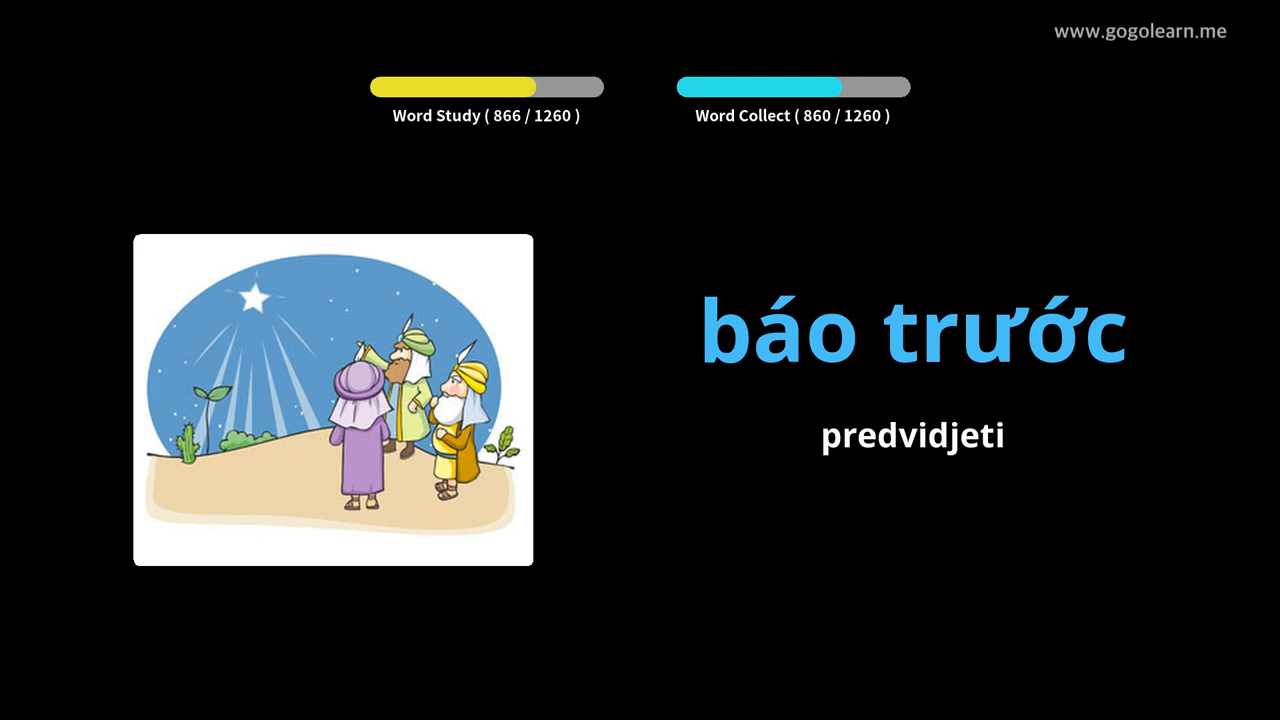 www.gogolearn.me
Word Study ( 866 / 1260 )
Word Collect ( 860 / 1260 )
báo trước
predvidjeti